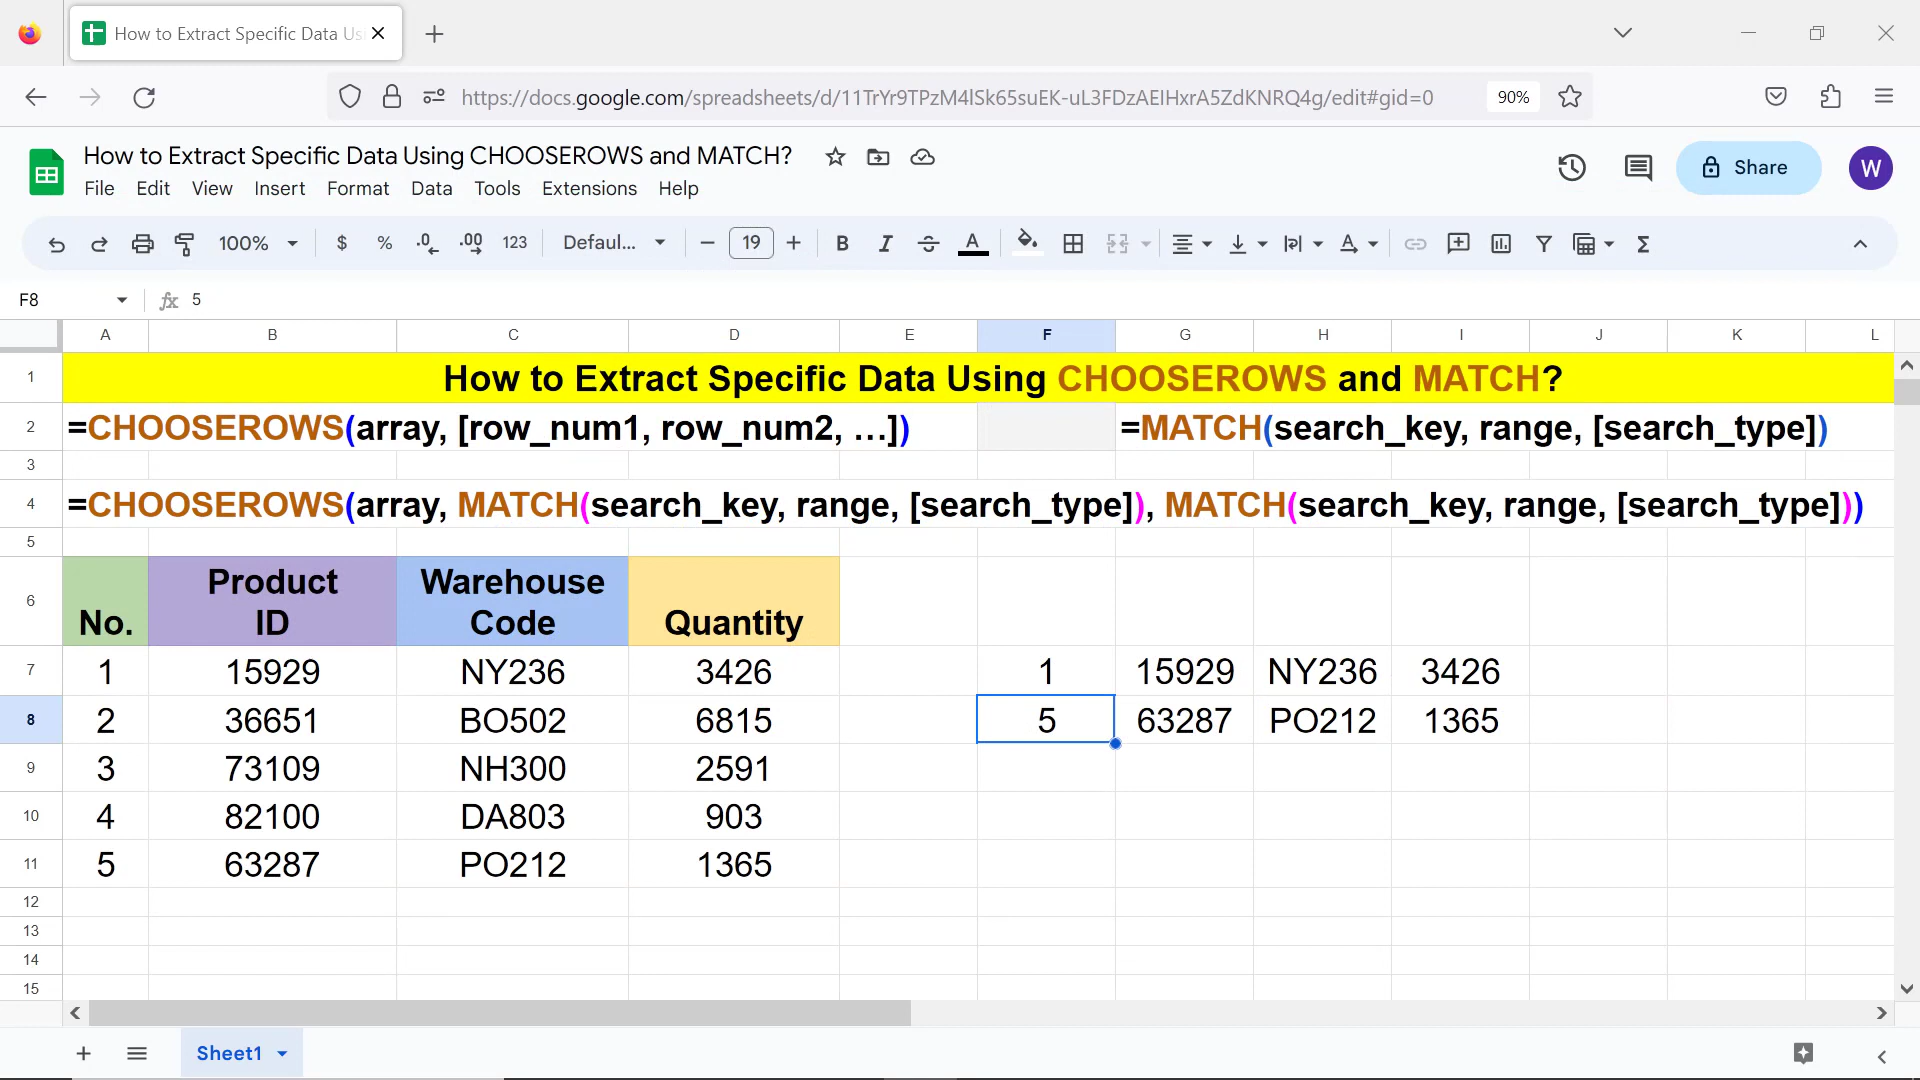 How to Extract Specific Data Us
https://docs.google.com/spreadsheets/d/11TrYr9TPzM4lSk65suEK-uL3FDzAEIHxrA5ZdKNRQ4g/edit#gid=0 90%
How to Extract Specific Data Using CHOOSEROWS and MATCH?
File Edit View Insert Format Data Tools Extensions Help
Share W
100% $ % .0 .00 123 Defaul... 19 B I S A
F8 fx 5
A B C D E F G H I J K L
1 How to Extract Specific Data Using CHOOSEROWS and MATCH?
2 =CHOOSEROWS(array, [row_num1, row_num2, …]) =MATCH(search_key, range, [search_type])
3
4 =CHOOSEROWS(array, MATCH(search_key, range, [search_type]), MATCH(search_key, range, [search_type]))
5
6 No. Product ID Warehouse Code Quantity
7 1 15929 NY236 3426 1 15929 NY236 3426
8 2 36651 BO502 6815 5 63287 PO212 1365
9 3 73109 NH300 2591
10 4 82100 DA803 903
11 5 63287 PO212 1365
12
13
14
15
Sheet1